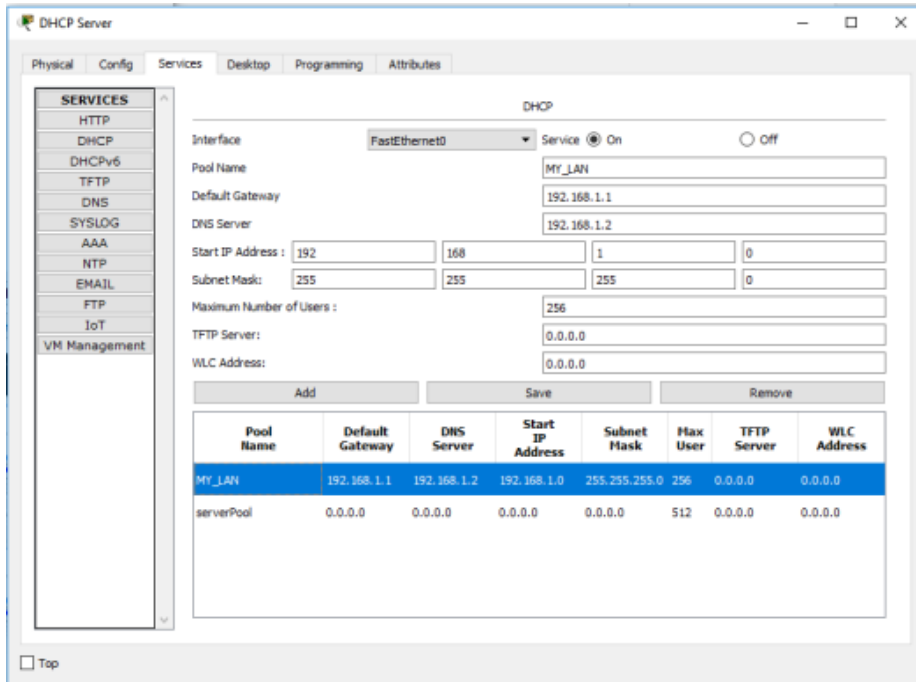 DHCP Server
Physical Config Services Desktop Programming Attributes
SERVICES
HTTP
DHCP
DHCPv6
TFTP
DNS
SYSLOG
AAA
NTP
EMAIL
FTP
IoT
VM Management
DHCP
Interface FastEthernet0 Service On Off
Pool Name MY_LAN
Default Gateway 192.168.1.1
DNS Server 192.168.1.2
Start IP Address : 192 168 1 0
Subnet Mask: 255 255 255 0
Maximum Number of Users : 256
TFTP Server: 0.0.0.0
WLC Address: 0.0.0.0
Add Save Remove
Pool Name Default Gateway DNS Server Start IP Address Subnet Mask Max User TFTP Server WLC Address
MY_LAN 192.168.1.1 192.168.1.2 192.168.1.0 255.255.255.0 256 0.0.0.0 0.0.0.0
serverPool 0.0.0.0 0.0.0.0 0.0.0.0 0.0.0.0 512 0.0.0.0 0.0.0.0
Top